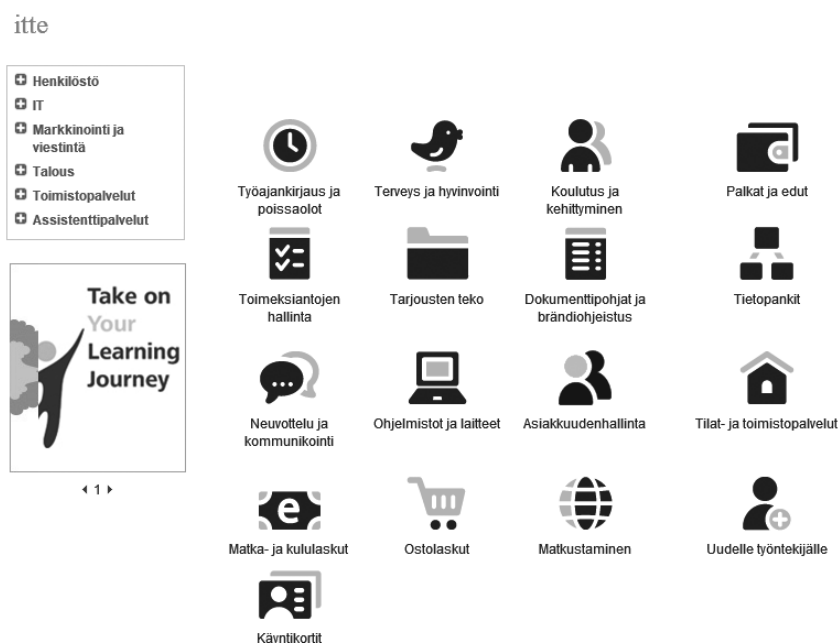 itte
Henkilöstö
IT
Markkinointi ja
viestintä
Talous
Toimistopalvelut
Assistenttipalvelut
Take on
Your
Learning
Journey
1
Työajankirjaus ja
poissaolot
Terveys ja hyvinvointi
Koulutus ja
kehittyminen
Palkat ja edut
Toimeksiantojen
hallinta
Tarjousten teko
Dokumenttipohjat ja
brändiohjeistus
Tietopankit
Neuvottelu ja
kommunikointi
Ohjelmistot ja laitteet
Asiakkuudenhallinta
Tilat- ja toimistopalvelut
e
Matka- ja kululaskut
Ostolaskut
Matkustaminen
Uudelle työntekijälle
Käyntikortit